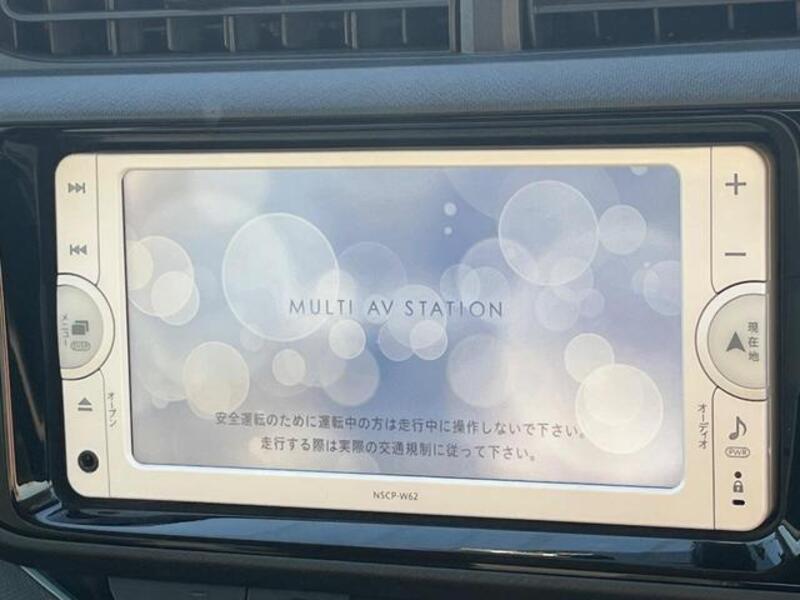 MULTI AV STATION
安全運転のために運転中の方は走行中に操作しないで下さい。
走行する際は実際の交通規制に従って下さい。
メニュー
オープン
現在地
オーディオ
PWR
NSCP-W62